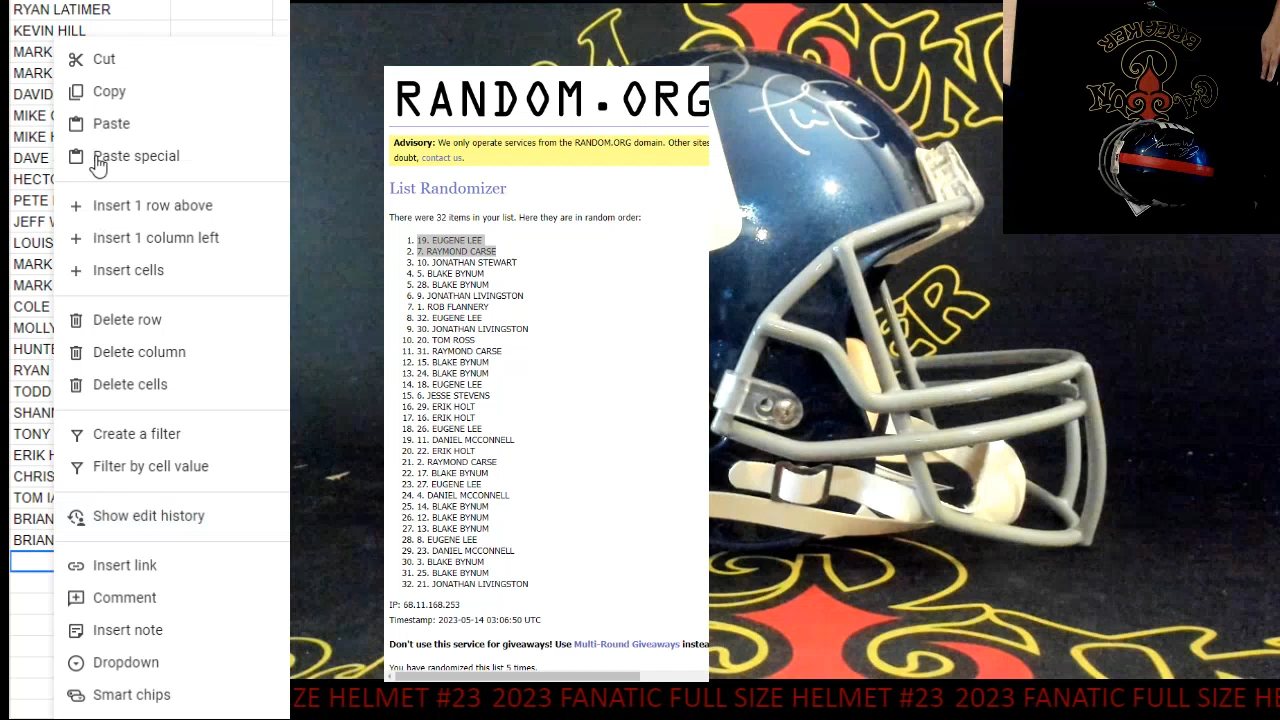 RYAN LATIMER
KEVIN HILL
MARK
MARK
DAVID
MIKE
MIKE
DAVE
HECTO
PETE
JEFF
LOUIS
MARK
MARK
COLE
MOLLY
HUNTE
RYAN
TODD
SHANN
TONY
ERIK
CHRIS
TOM
BRIAN
BRIAN
Cut
Copy
Paste
Paste special
Insert 1 row above
Insert 1 column left
Insert cells
Delete row
Delete column
Delete cells
Create a filter
Filter by cell value
Show edit history
Insert link
Comment
Insert note
Dropdown
Smart chips
RANDOM.ORG
Advisory: We only operate services from the RANDOM.ORG domain. Other sites
doubt, contact us.
List Randomizer
There were 32 items in your list. Here they are in random order:
1. 19. EUGENE LEE
2. 7. RAYMOND CARSE
3. 10. JONATHAN STEWART
4. 5. BLAKE BYNUM
5. 28. BLAKE BYNUM
6. 9. JONATHAN LIVINGSTON
7. 1. ROB FLANNERY
8. 32. EUGENE LEE
9. 30. JONATHAN LIVINGSTON
10. 20. TOM ROSS
11. 31. RAYMOND CARSE
12. 15. BLAKE BYNUM
13. 24. BLAKE BYNUM
14. 18. EUGENE LEE
15. 6. JESSE STEVENS
16. 29. ERIK HOLT
17. 16. ERIK HOLT
18. 26. EUGENE LEE
19. 11. DANIEL MCCONNELL
20. 22. ERIK HOLT
21. 2. RAYMOND CARSE
22. 17. BLAKE BYNUM
23. 27. EUGENE LEE
24. 4. DANIEL MCCONNELL
25. 14. BLAKE BYNUM
26. 12. BLAKE BYNUM
27. 13. BLAKE BYNUM
28. 8. EUGENE LEE
29. 23. DANIEL MCCONNELL
30. 3. BLAKE BYNUM
31. 25. BLAKE BYNUM
32. 21. JONATHAN LIVINGSTON
IP: 68.11.168.253
Timestamp: 2023-05-14 03:06:50 UTC
Don't use this service for giveaways! Use Multi-Round Giveaways instea
You have randomized this list 5 times.
BREAKER
ER
ZE HELMET #23 2023 FANATIC FULL SIZE HELMET #23 2023 FANATIC FULL SIZE HE